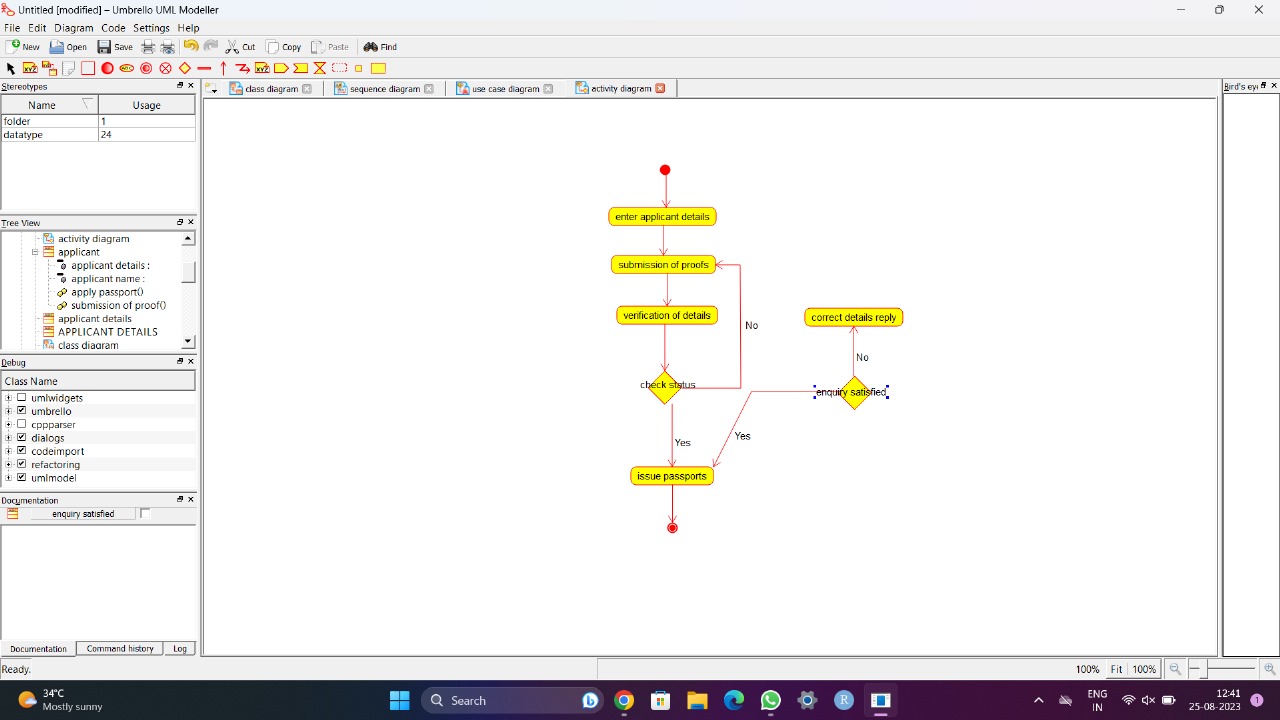 Untitled [modified] – Umbrello UML Modeller
File Edit Diagram Code Settings Help
New Open Save Cut Copy Paste Find
Stereotypes
Name Usage
folder 1
datatype 24
Tree View
activity diagram
applicant
applicant details :
applicant name :
apply passport()
submission of proof()
applicant details
APPLICANT DETAILS
class diagram
Debug
Class Name
umlwidgets
umbrello
cppparser
dialogs
codeimport
refactoring
umlmodel
Documentation
enquiry satisfied
Documentation Command history Log
class diagram sequence diagram use case diagram activity diagram
Bird's ey
enter applicant details
submission of proofs
verification of details
No
check status
Yes
issue passports
correct details reply
No
enquiry satisfied
Yes
Ready.
100% Fit 100%
34°C
Mostly sunny
Search
ENG
IN
12:41
25-08-2023
1